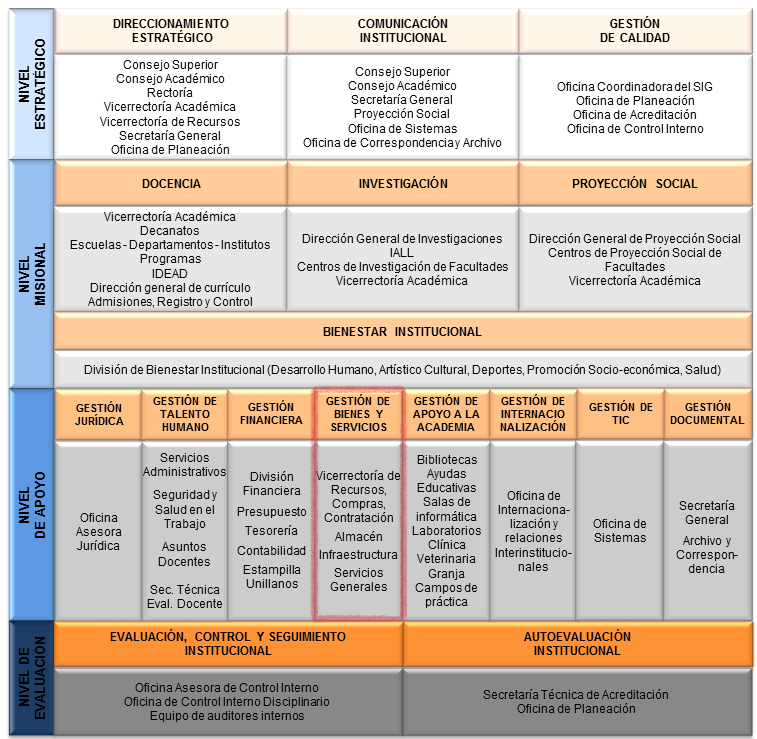 NIVEL
ESTRATÉGICO
DIRECCIONAMIENTO
ESTRATÉGICO
Consejo Superior
Consejo Académico
Rectoría
Vicerrectoría Académica
Vicerrectoría de Recursos
Secretaría General
Oficina de Planeación
COMUNICACIÓN
INSTITUCIONAL
Consejo Superior
Consejo Académico
Secretaría General
Proyección Social
Oficina de Sistemas
Oficina de Correspondencia y Archivo
GESTIÓN
DE CALIDAD
Oficina Coordinadora del SIG
Oficina de Planeación
Oficina de Acreditación
Oficina de Control Interno
NIVEL
MISIONAL
DOCENCIA
Vicerrectoría Académica
Decanatos
Escuelas - Departamentos - Institutos
Programas
IDEAD
Dirección general de currículo
Admisiones, Registro y Control
INVESTIGACIÓN
Dirección General de Investigaciones
IALL
Centros de Investigación de Facultades
Vicerrectoría Académica
PROYECCIÓN SOCIAL
Dirección General de Proyección Social
Centros de Proyección Social de
Facultades
Vicerrectoría Académica
BIENESTAR INSTITUCIONAL
División de Bienestar Institucional (Desarrollo Humano, Artístico Cultural, Deportes, Promoción Socio-económica, Salud)
NIVEL
DE APOYO
GESTIÓN
JURÍDICA
Oficina
Asesora
Jurídica
GESTIÓN DE
TALENTO
HUMANO
Servicios
Administrativos
Seguridad y
Salud en el
Trabajo
Asuntos
Docentes
Sec. Técnica
Eval. Docente
GESTIÓN
FINANCIERA
División
Financiera
Presupuesto
Tesorería
Contabilidad
Estampilla
Unillanos
GESTIÓN DE
BIENES Y
SERVICIOS
Vicerrectoría de
Recursos,
Compras,
Contratación
Almacén
Infraestructura
Servicios
Generales
GESTIÓN DE
APOYO A LA
ACADEMIA
Bibliotecas
Ayudas
Educativas
Salas de
informática
Laboratorios
Clínica
Veterinaria
Granja
Campos de
práctica
GESTIÓN DE
INTERNACIO
NALIZACIÓN
Oficina de
Internaciona-
lización y
relaciones
Interinstitucio-
nales
GESTIÓN DE
TIC
Oficina de
Sistemas
GESTIÓN
DOCUMENTAL
Secretaría
General
Archivo y
Correspon-
dencia
NIVEL DE
EVALUACIÓN
EVALUACIÓN, CONTROL Y SEGUIMIENTO
INSTITUCIONAL
Oficina Asesora de Control Interno
Oficina de Control Interno Disciplinario
Equipo de auditores internos
AUTOEVALUACIÓN
INSTITUCIONAL
Secretaría Técnica de Acreditación
Oficina de Planeación